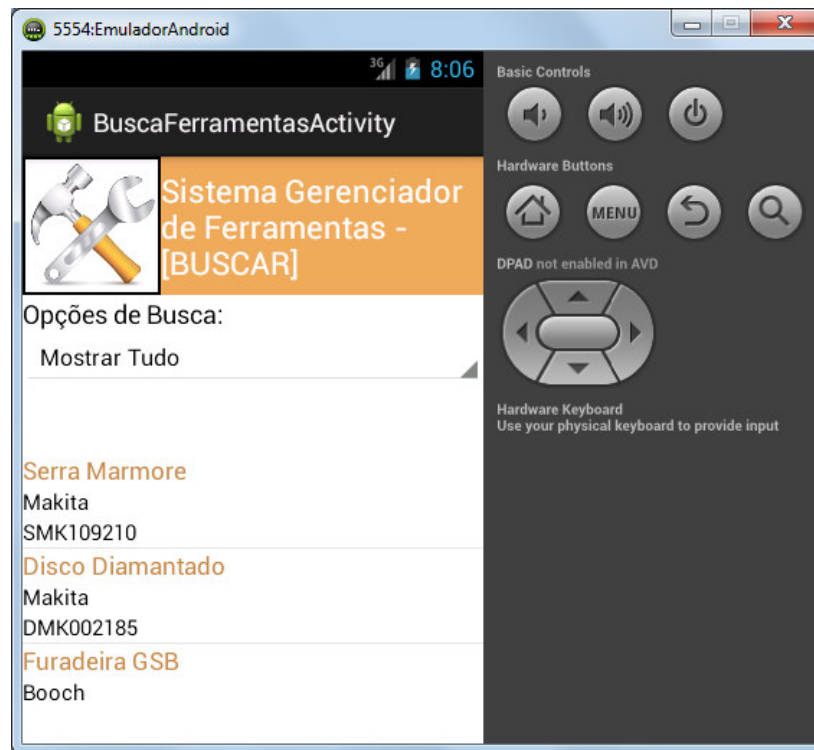 5554:EmuladorAndroid
3G 8:06
BuscaFerramentasActivity
Sistema Gerenciador
de Ferramentas -
[BUSCAR]
Opções de Busca:
Mostrar Tudo
Serra Marmore
Makita
SMK109210
Disco Diamantado
Makita
DMK002185
Furadeira GSB
Booch
Basic Controls
Hardware Buttons
MENU
DPAD not enabled in AVD
Hardware Keyboard
Use your physical keyboard to provide input